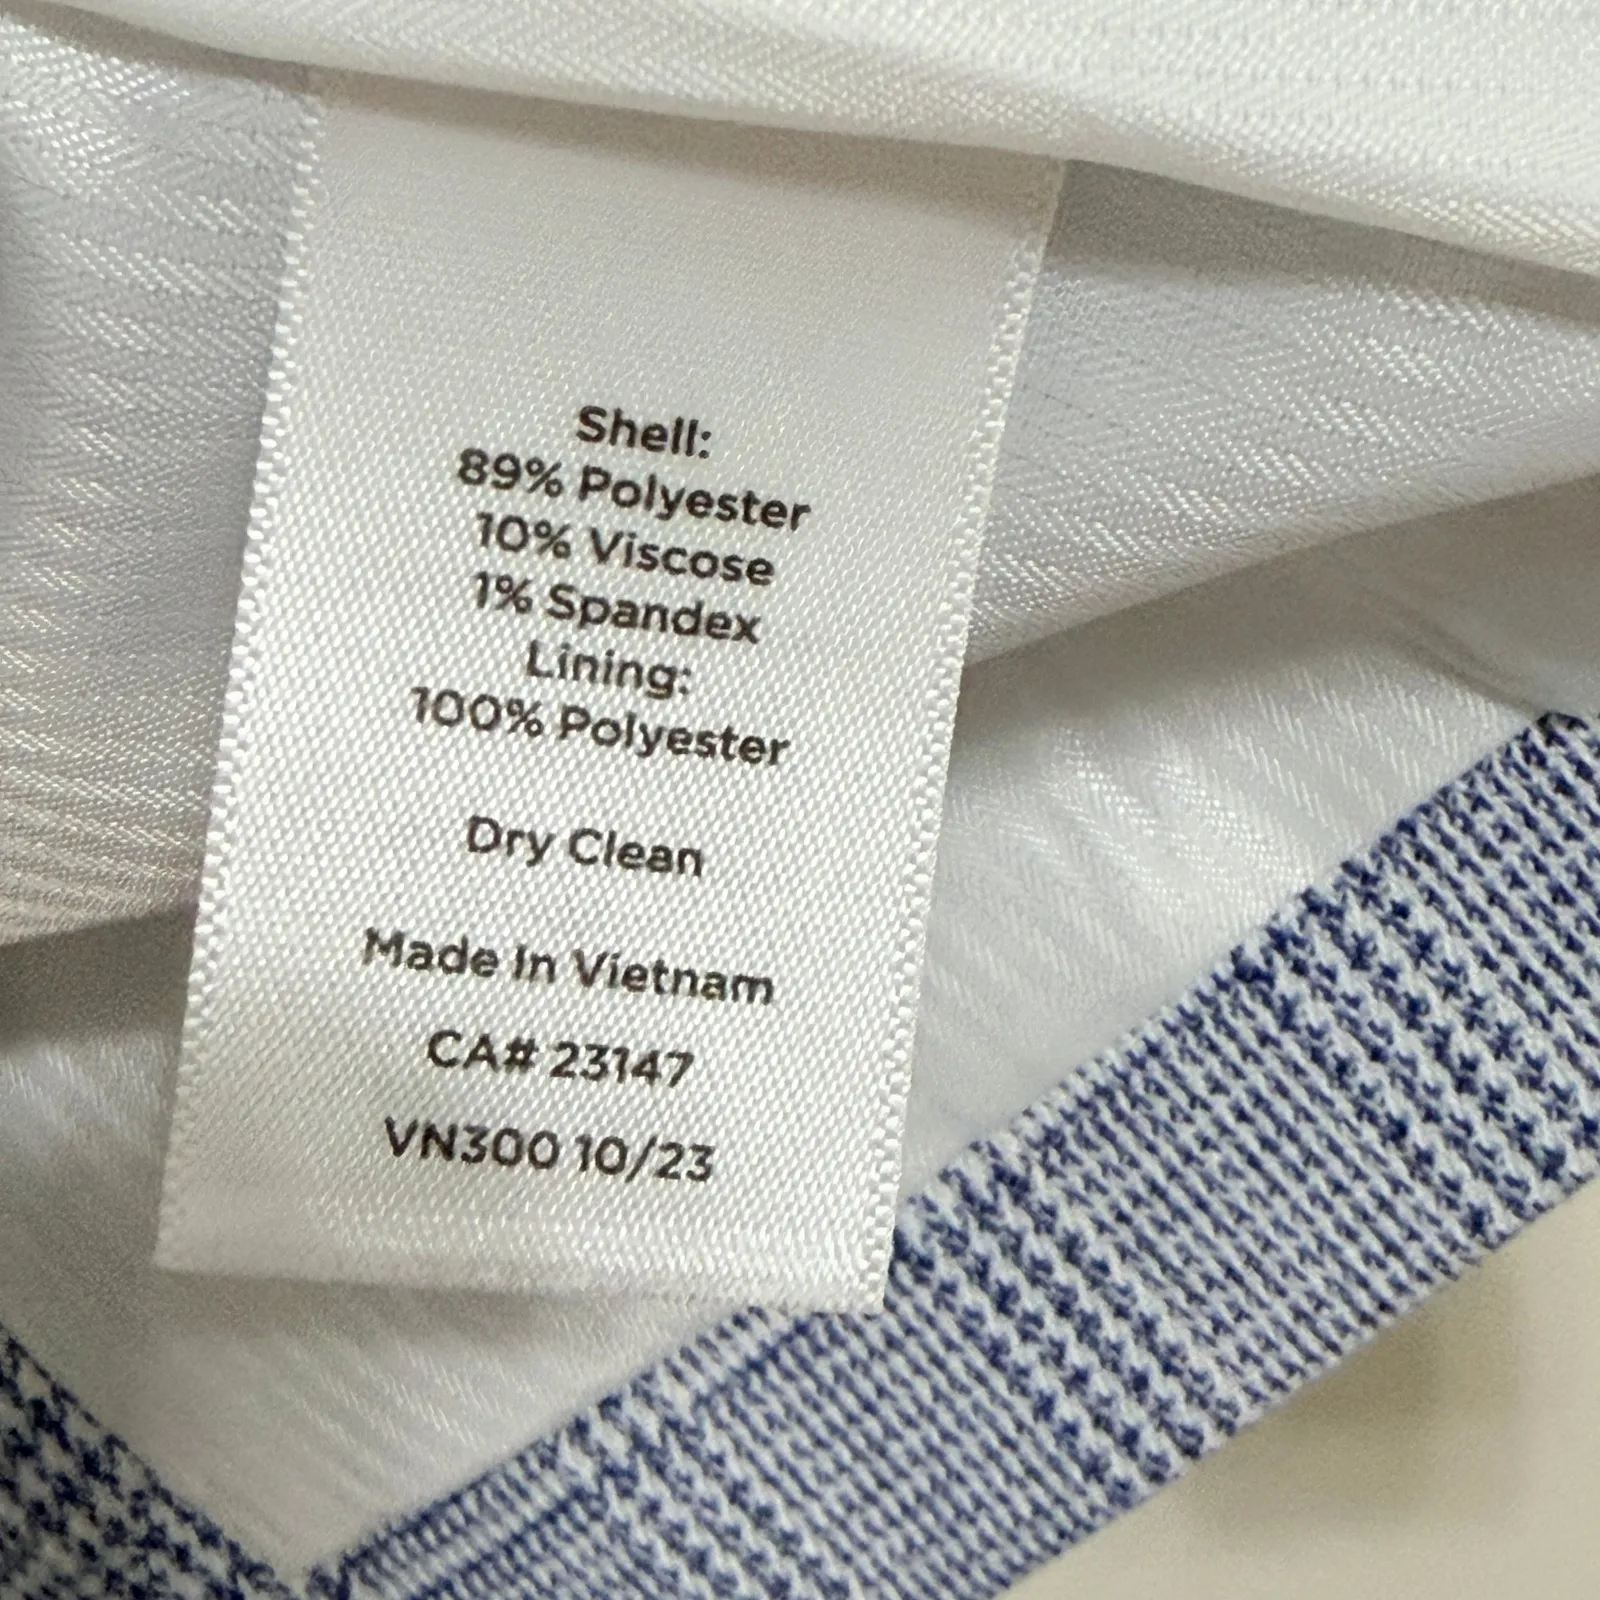 Shell:
89% Polyester
10% Viscose
1% Spandex
Lining:
100% Polyester
Dry Clean
Made In Vietnam
CA# 23147
VN300 10/23